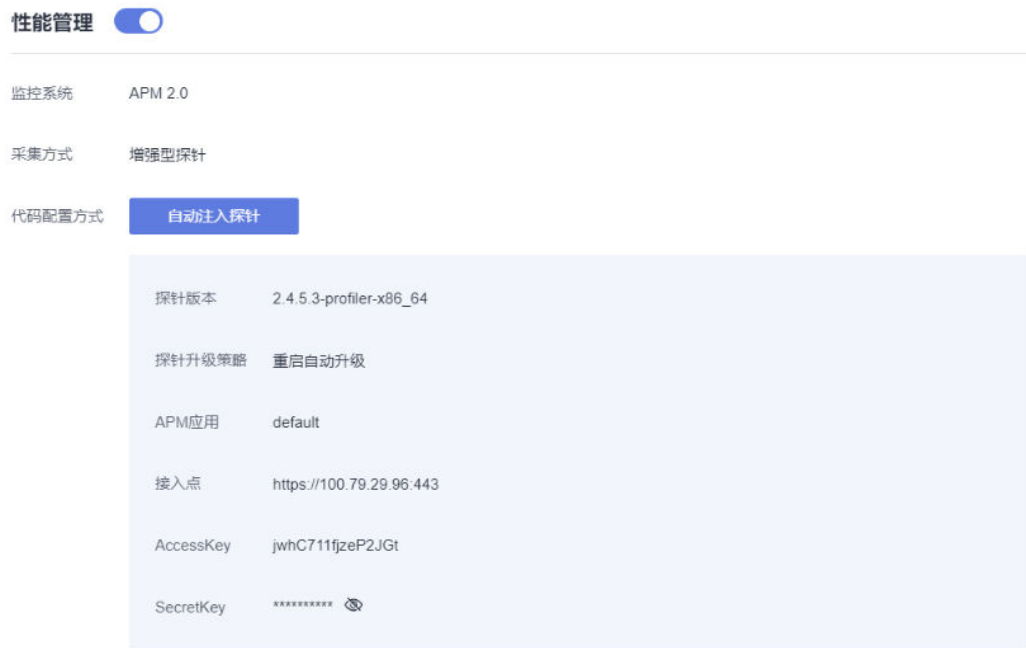 性能管理
监控系统 APM 2.0
采集方式 增强型探针
代码配置方式 自动注入探针
探针版本 2.4.5.3-profiler-x86_64
探针升级策略 重启自动升级
APM应用 default
接入点 https://100.79.29.96:443
AccessKey jwhC711fjzeP2JGt
SecretKey **********